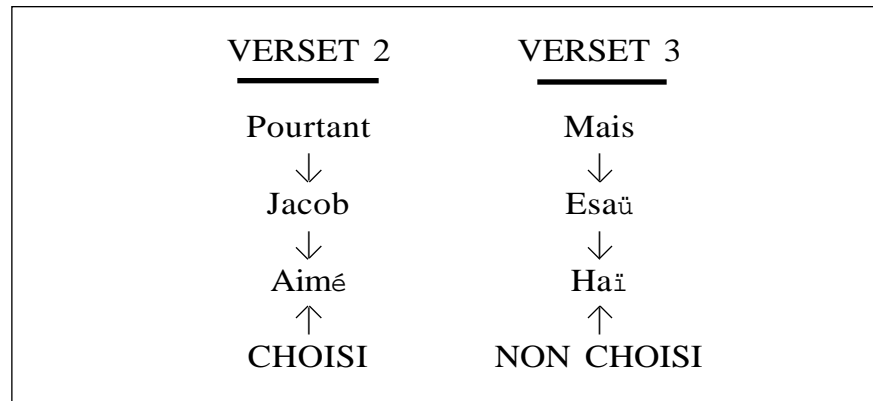 VERSET 2 VERSET 3
Pourtant Mais
Jacob Esaü
Aimé Haï
CHOISI NON CHOISI